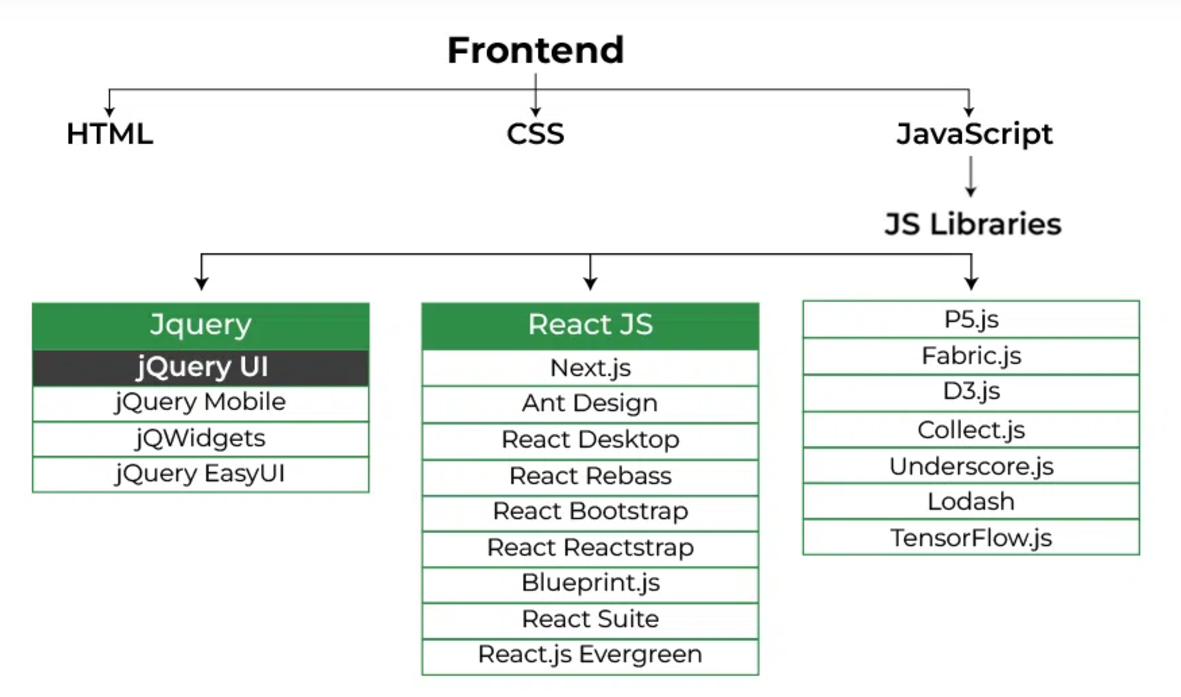 Frontend
HTML
CSS
JavaScript
JS Libraries
Jquery
jQuery UI
jQuery Mobile
jQWidgets
jQuery EasyUI
React JS
Next.js
Ant Design
React Desktop
React Rebass
React Bootstrap
React Reactstrap
Blueprint.js
React Suite
React.js Evergreen
P5.js
Fabric.js
D3.js
Collect.js
Underscore.js
Lodash
TensorFlow.js